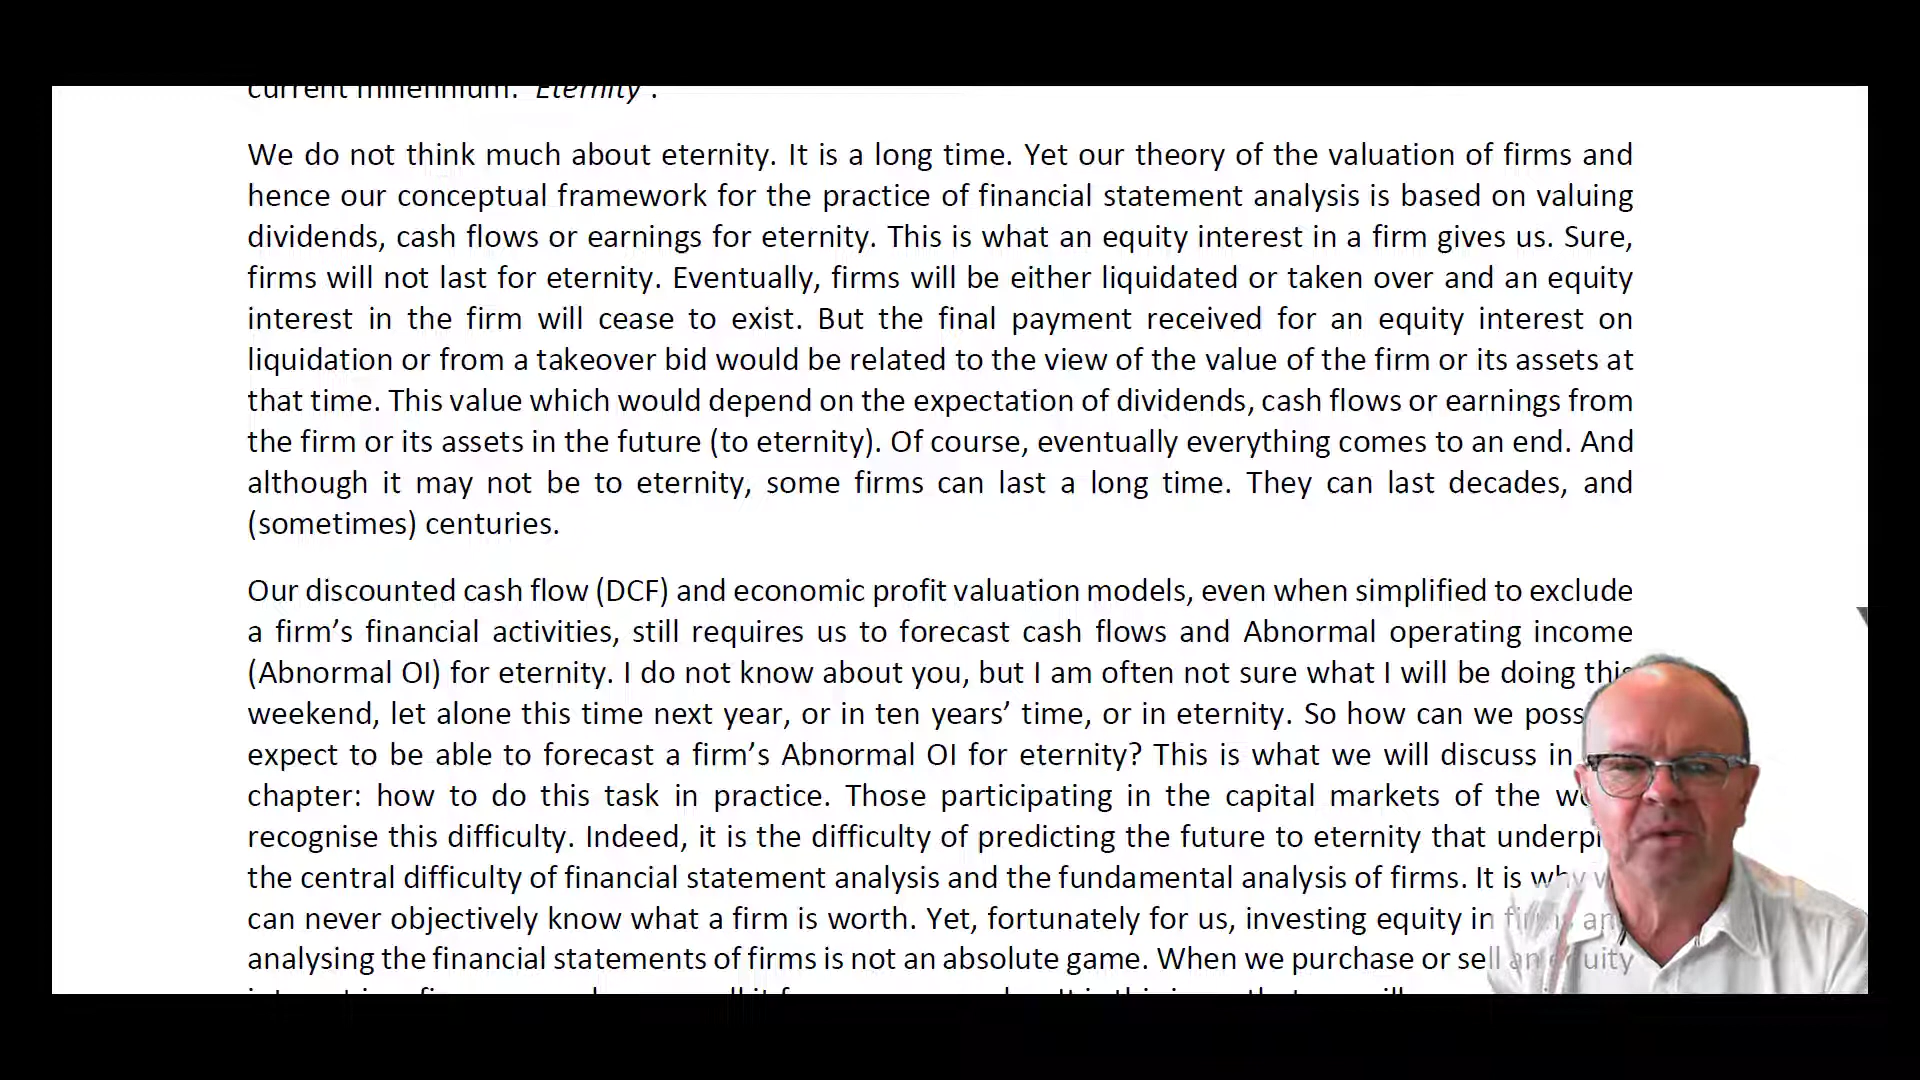 current millennium. "Eternity".
We do not think much about eternity. It is a long time. Yet our theory of the valuation of firms and
hence our conceptual framework for the practice of financial statement analysis is based on valuing
dividends, cash flows or earnings for eternity. This is what an equity interest in a firm gives us. Sure,
firms will not last for eternity. Eventually, firms will be either liquidated or taken over and an equity
interest in the firm will cease to exist. But the final payment received for an equity interest on
liquidation or from a takeover bid would be related to the view of the value of the firm or its assets at
that time. This value which would depend on the expectation of dividends, cash flows or earnings from
the firm or its assets in the future (to eternity). Of course, eventually everything comes to an end. And
although it may not be to eternity, some firms can last a long time. They can last decades, and
(sometimes) centuries.
Our discounted cash flow (DCF) and economic profit valuation models, even when simplified to exclude
a firm’s financial activities, still requires us to forecast cash flows and Abnormal operating income
(Abnormal OI) for eternity. I do not know about you, but I am often not sure what I will be doing this
weekend, let alone this time next year, or in ten years’ time, or in eternity. So how can we
expect to be able to forecast a firm’s Abnormal OI for eternity? This is what we will discuss in
chapter: how to do this task in practice. Those participating in the capital markets of the
recognise this difficulty. Indeed, it is the difficulty of predicting the future to eternity that
the central difficulty of financial statement analysis and the fundamental analysis of firms. It is why
can never objectively know what a firm is worth. Yet, fortunately for us, investing equity in firms and
analysing the financial statements of firms is not an absolute game. When we purchase or sell an equity